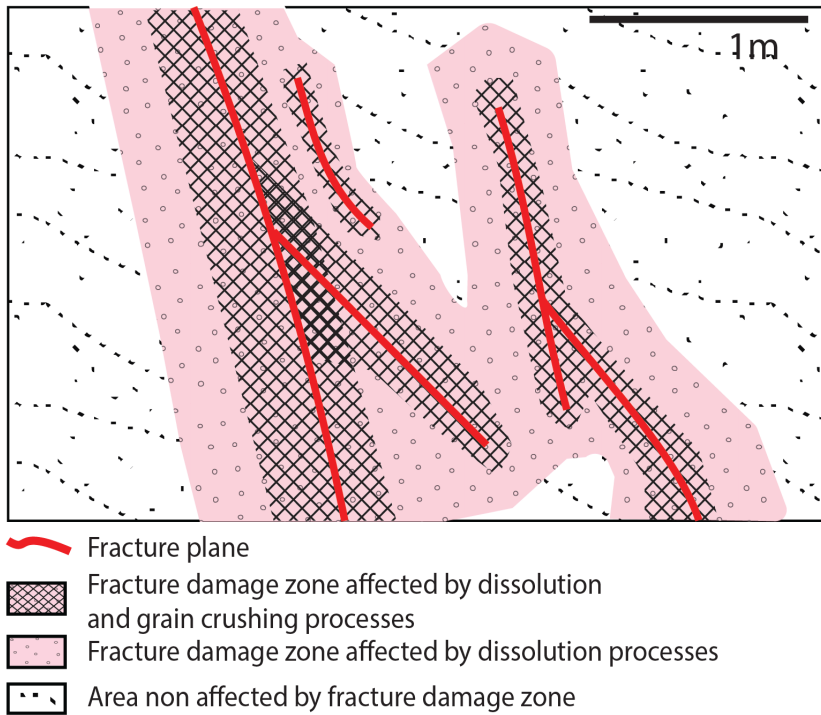 1m
Fracture plane
Fracture damage zone affected by dissolution
and grain crushing processes
Fracture damage zone affected by dissolution processes
Area non affected by fracture damage zone